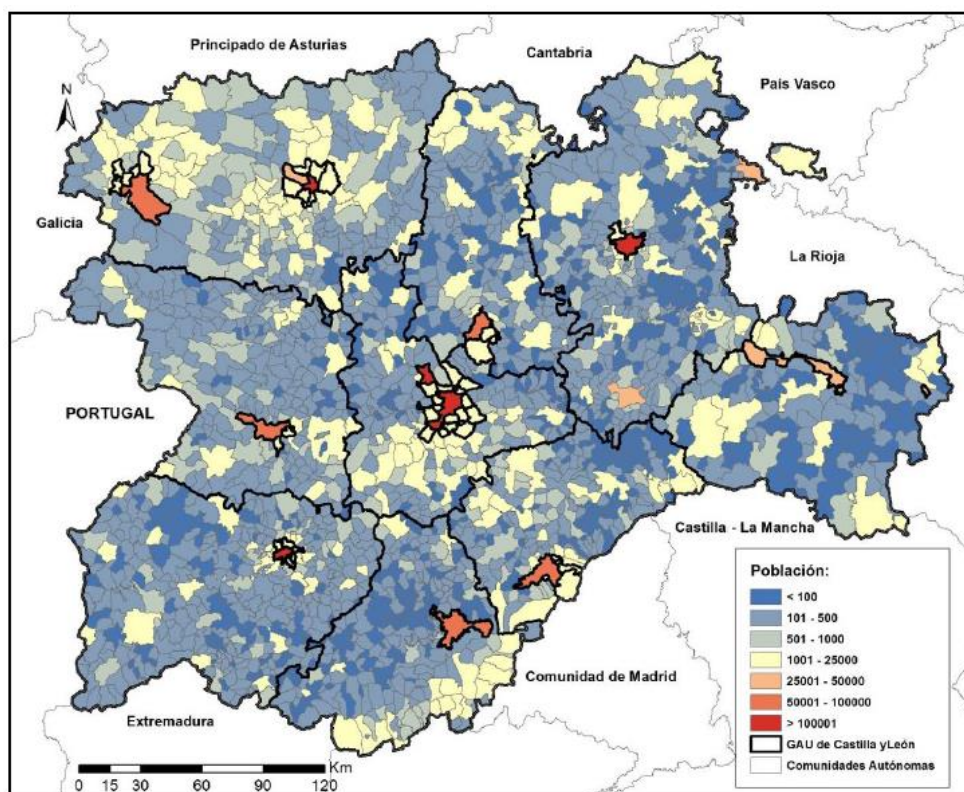 Principado de Asturias
Cantabria
País Vasco
N
Galicia
La Rioja
PORTUGAL
Castilla - La Mancha
Comunidad de Madrid
Extremadura
Km
0 15 30 60 90 120
Población:
< 100
101 - 500
501 - 1000
1001 - 25000
25001 - 50000
50001 - 100000
> 100001
GAU de Castilla yLeón
Comunidades Autónomas